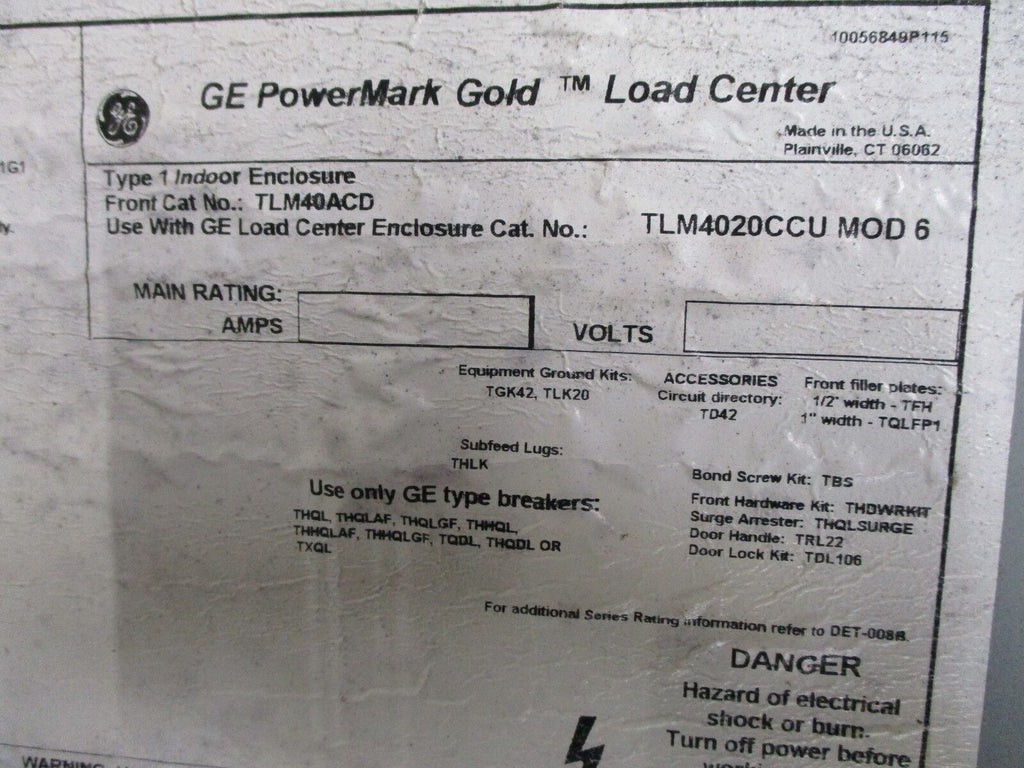 10056849P115
GE
GE PowerMark Gold ™ Load Center
Made in the U.S.A.
Plainville, CT 06062
1G1
Type 1 Indoor Enclosure
Front Cat No.: TLM40ACD
y.
Use With GE Load Center Enclosure Cat. No.: TLM4020CCU MOD 6
MAIN RATING:
AMPS VOLTS
Equipment Ground Kits:
TGK42, TLK20
ACCESSORIES
Circuit directory:
TD42
Front filler plates:
1/2" width - TFH
1" width - TQLFP1
Subfeed Lugs:
THLK
Bond Screw Kit: TBS
Use only GE type breakers:
THQL, THQLAF, THQLGF, THHQL,
THHQLAF, THHQLGF, TQDL, THQDL OR
TXQL
Front Hardware Kit: THDWRKIT
Surge Arrester: THQLSURGE
Door Handle: TRL22
Door Lock Kit: TDL106
For additional Series Rating information refer to DET-008
DANGER
Hazard of electrical
shock or burn.
Turn off power before
WARNING